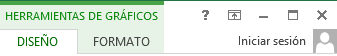 HERRAMIENTAS DE GRÁFICOS ?
DISEÑO FORMATO Iniciar sesión